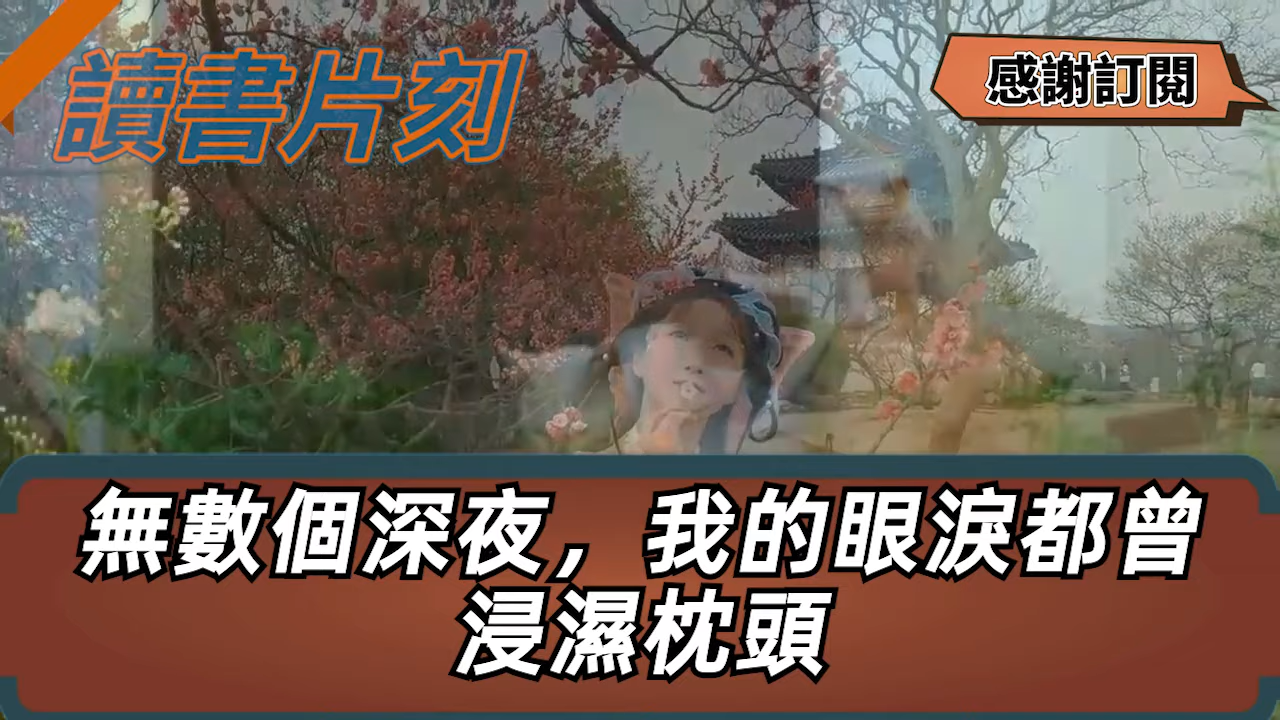 讀書片刻
感謝訂閱
無數個深夜，我的眼淚都曾
浸濕枕頭